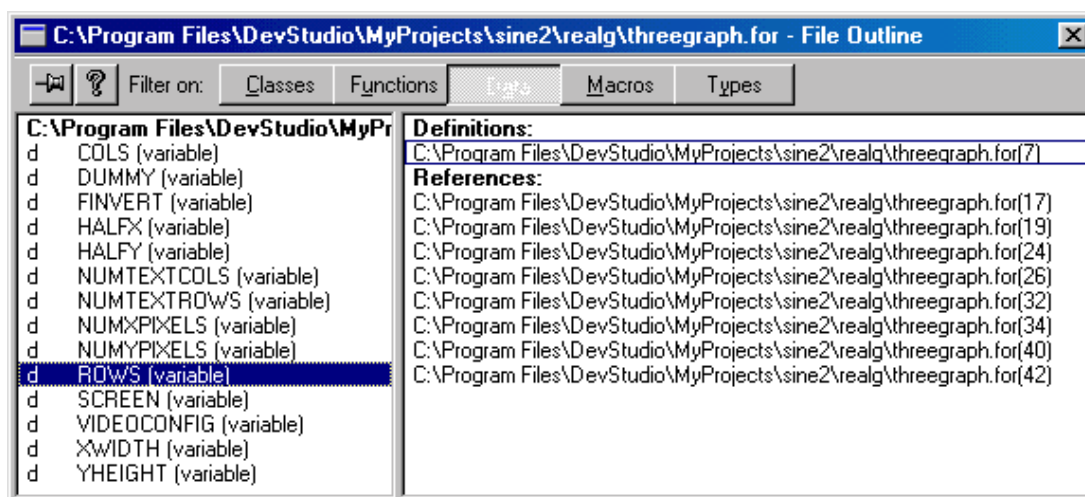 C:\Program Files\DevStudio\MyProjects\sine2\realg\threegraph.for - File Outline
Filter on: Classes Functions Data Macros Types
C:\Program Files\DevStudio\MyPr
d COLS (variable)
d DUMMY (variable)
d FINVERT (variable)
d HALFX (variable)
d HALFY (variable)
d NUMTEXTCOLS (variable)
d NUMTEXTROWS (variable)
d NUMXPIXELS (variable)
d NUMYPIXELS (variable)
d ROWS (variable)
d SCREEN (variable)
d VIDEOCONFIG (variable)
d XWIDTH (variable)
d YHEIGHT (variable)
Definitions:
C:\Program Files\DevStudio\MyProjects\sine2\realg\threegraph.for(7)
References:
C:\Program Files\DevStudio\MyProjects\sine2\realg\threegraph.for(17)
C:\Program Files\DevStudio\MyProjects\sine2\realg\threegraph.for(19)
C:\Program Files\DevStudio\MyProjects\sine2\realg\threegraph.for(24)
C:\Program Files\DevStudio\MyProjects\sine2\realg\threegraph.for(26)
C:\Program Files\DevStudio\MyProjects\sine2\realg\threegraph.for(32)
C:\Program Files\DevStudio\MyProjects\sine2\realg\threegraph.for(34)
C:\Program Files\DevStudio\MyProjects\sine2\realg\threegraph.for(40)
C:\Program Files\DevStudio\MyProjects\sine2\realg\threegraph.for(42)